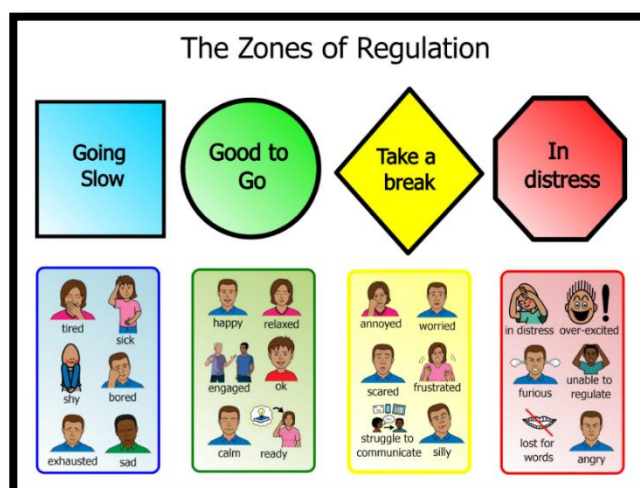 The Zones of Regulation
Going
Slow
Good to
Go
Take a
break
In
distress
tired
sick
shy
bored
exhausted
sad
happy
relaxed
engaged
ok
calm
ready
annoyed
worried
scared
frustrated
struggle to
communicate
silly
in distress
over-excited
furious
unable to
regulate
lost for
words
angry